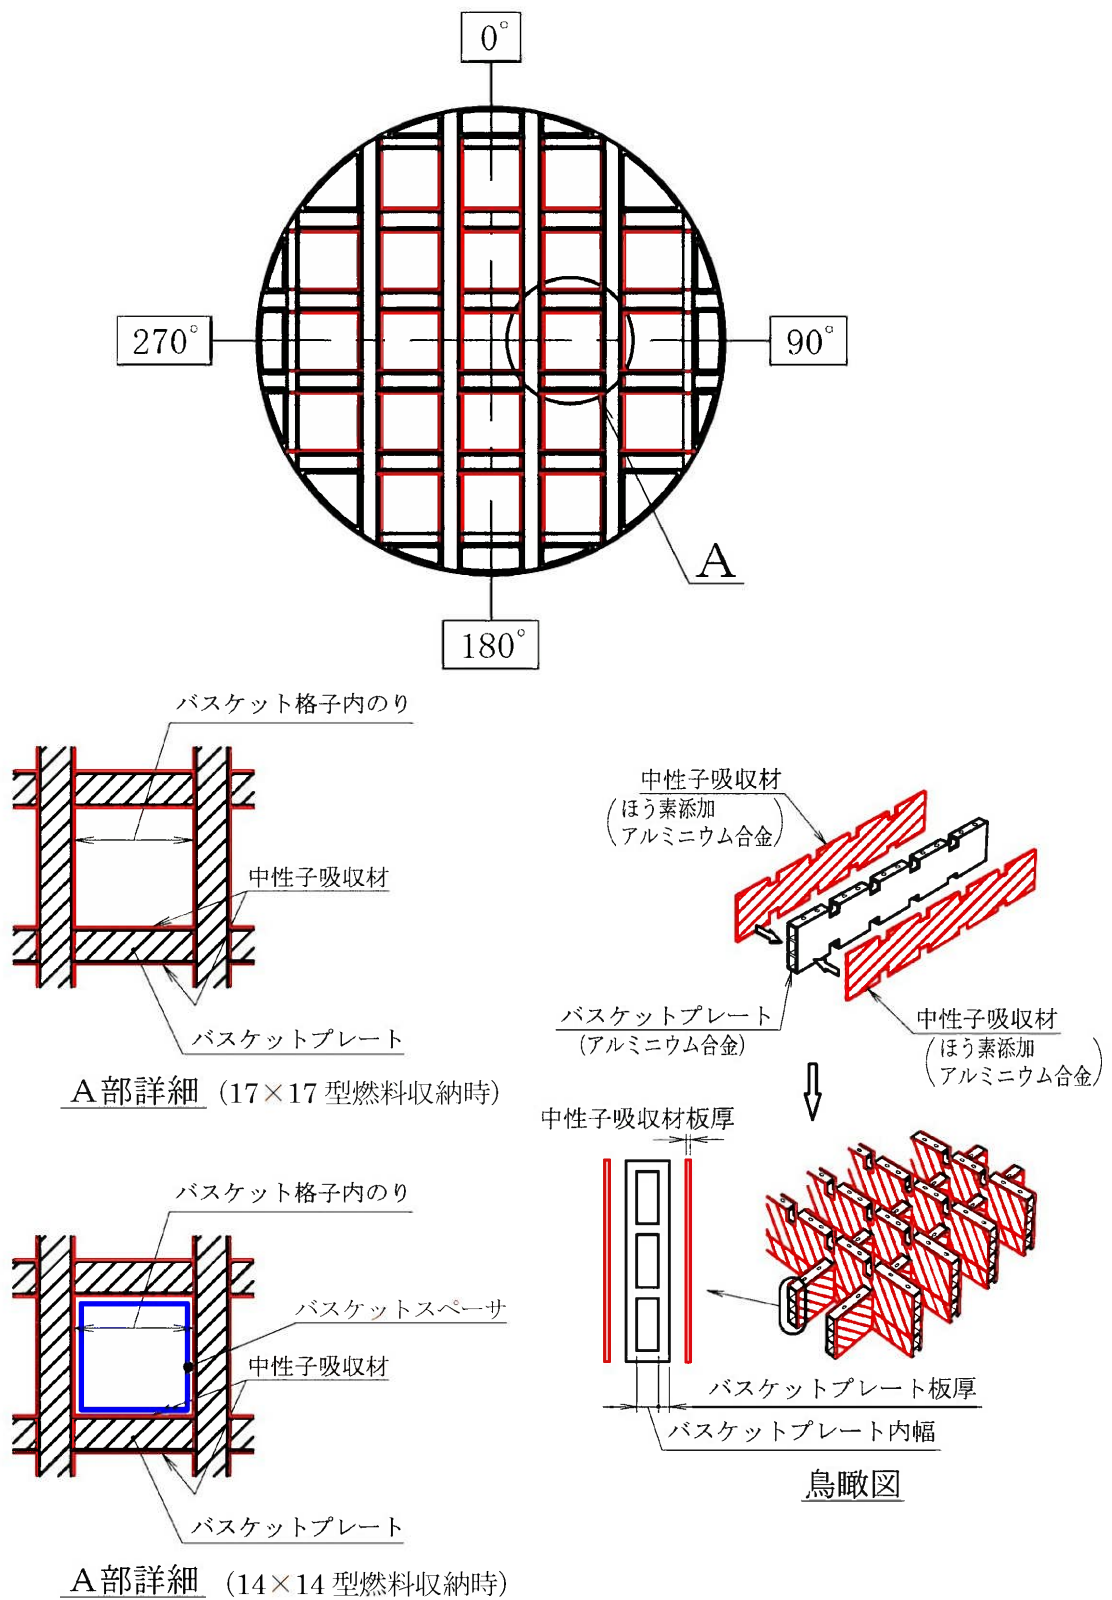 0°
270°
90°
A
180°
バスケット格子内のり
中性子吸収材
バスケットプレート
A部詳細 (17×17型燃料収納時)
中性子吸収材
(ほう素添加
アルミニウム合金)
バスケットプレート
(アルミニウム合金)
中性子吸収材
(ほう素添加
アルミニウム合金)
中性子吸収材板厚
バスケットプレート板厚
バスケットプレート内幅
鳥瞰図
バスケット格子内のり
バスケットスペーサ
中性子吸収材
バスケットプレート
A部詳細 (14×14型燃料収納時)